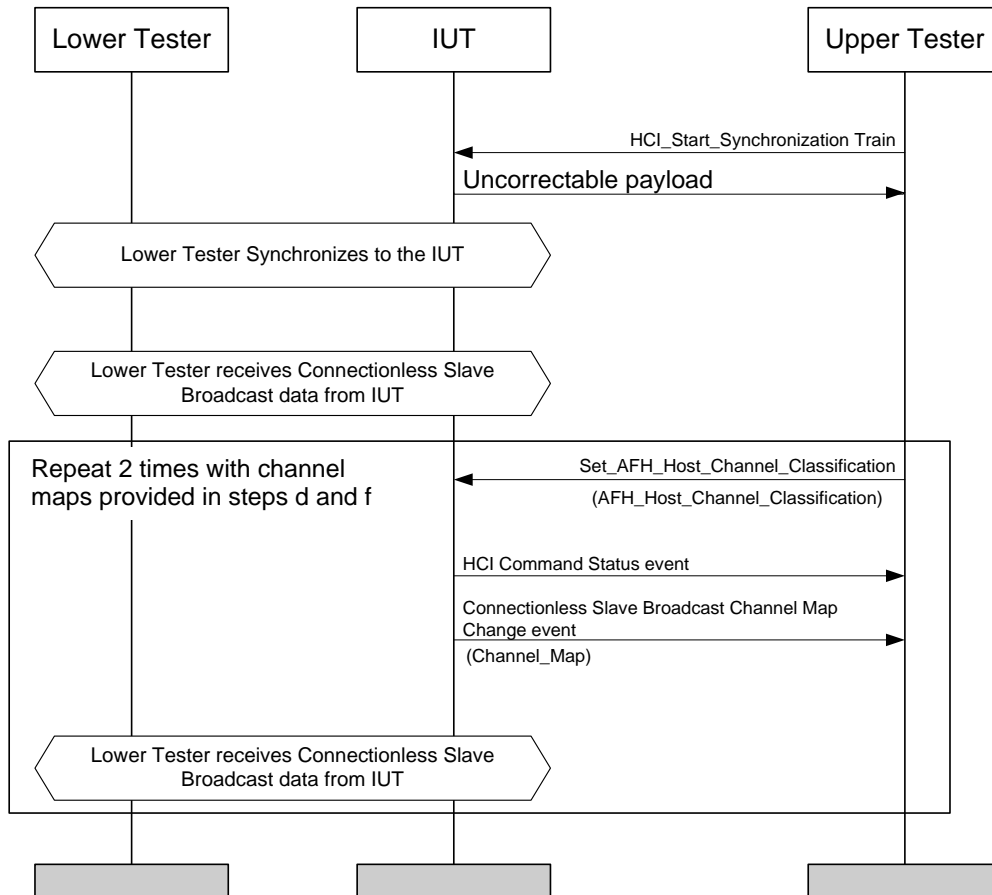 Lower Tester
IUT
Upper Tester
HCI_Start_Synchronization Train
Uncorrectable payload
Lower Tester Synchronizes to the IUT
Lower Tester receives Connectionless Slave
Broadcast data from IUT
Repeat 2 times with channel
maps provided in steps d and f
Set_AFH_Host_Channel_Classification
(AFH_Host_Channel_Classification)
HCI Command Status event
Connectionless Slave Broadcast Channel Map
Change event
(Channel_Map)
Lower Tester receives Connectionless Slave
Broadcast data from IUT